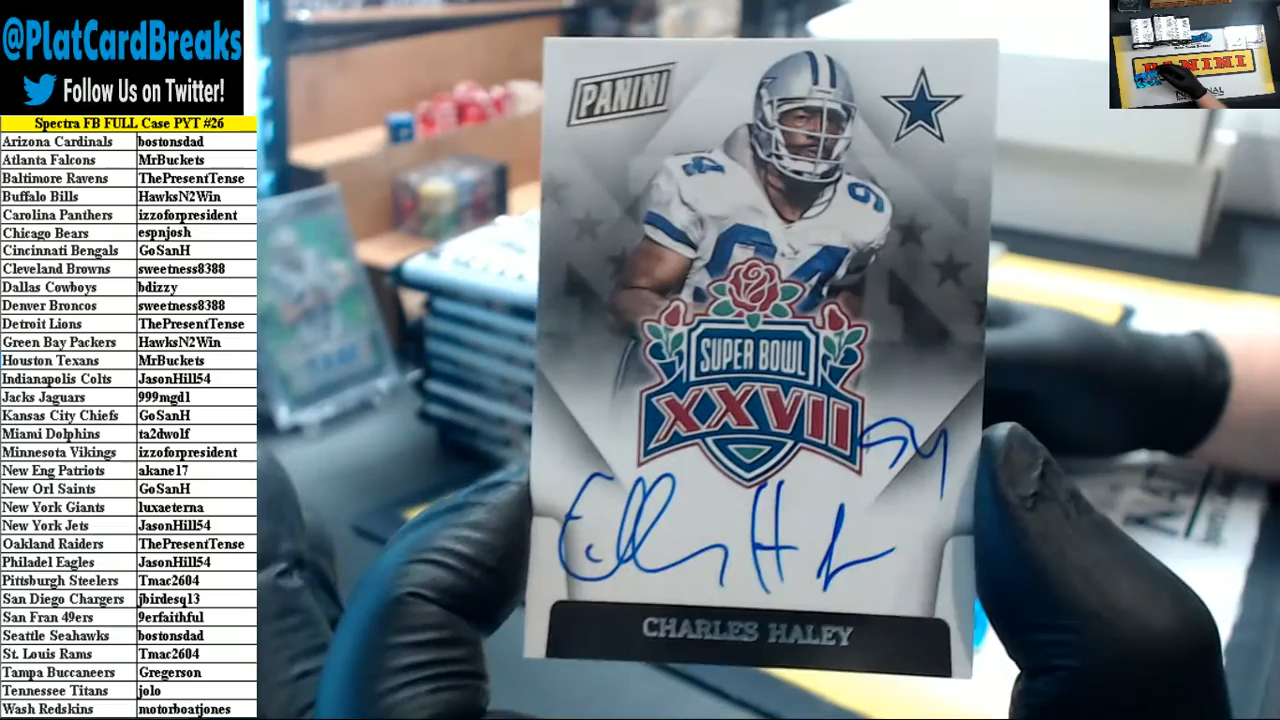 @PlatCardBreaks
Follow Us on Twitter!
Spectra FB FULL Case PYT #26
Arizona Cardinals bostonsdad
Atlanta Falcons MrBuckets
Baltimore Ravens ThePresentTense
Buffalo Bills HawksN2Win
Carolina Panthers izzoforpresident
Chicago Bears espnjosh
Cincinnati Bengals GoSanH
Cleveland Browns sweetness8388
Dallas Cowboys bdizzy
Denver Broncos sweetness8388
Detroit Lions ThePresentTense
Green Bay Packers HawksN2Win
Houston Texans MrBuckets
Indianapolis Colts JasonHill54
Jacks Jaguars 999mgd1
Kansas City Chiefs GoSanH
Miami Dolphins ta2dwolf
Minnesota Vikings izzoforpresident
New Eng Patriots akane17
New Orl Saints GoSanH
New York Giants luxaeterna
New York Jets JasonHill54
Oakland Raiders ThePresentTense
Philadel Eagles JasonHill54
Pittsburgh Steelers Tmac2604
San Diego Chargers jbirdesq13
San Fran 49ers 9erfaithful
Seattle Seahawks bostonsdad
St. Louis Rams Tmac2604
Tampa Buccaneers Gregerson
Tennessee Titans jolo
Wash Redskins motorboatjones
PANINI
94
94
94
SUPER BOWL
XXVII
94
CHARLES HALEY
PANINI